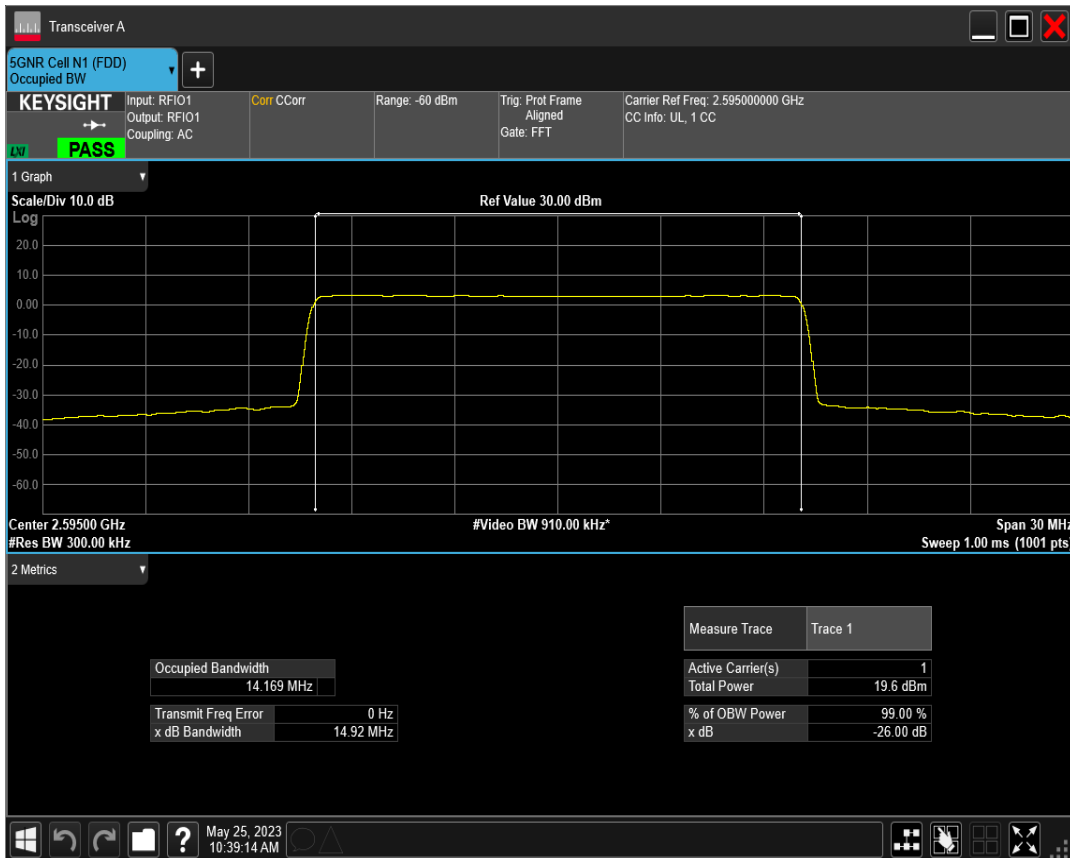 Transceiver A
5GNR Cell N1 (FDD)
Occupied BW
+
KEYSIGHT
LXI
PASS
Input: RFIO1
Output: RFIO1
Coupling: AC
Corr CCorr
Range: -60 dBm
Trig: Prot Frame
Aligned
Gate: FFT
Carrier Ref Freq: 2.595000000 GHz
CC Info: UL, 1 CC
1 Graph
Scale/Div 10.0 dB
Ref Value 30.00 dBm
Log
20.0
10.0
0.00
-10.0
-20.0
-30.0
-40.0
-50.0
-60.0
Center 2.59500 GHz
#Video BW 910.00 kHz*
Span 30 MHz
#Res BW 300.00 kHz
Sweep 1.00 ms (1001 pts)
2 Metrics
Measure Trace Trace 1
Occupied Bandwidth
14.169 MHz
Active Carrier(s) 1
Total Power 19.6 dBm
Transmit Freq Error 0 Hz
x dB Bandwidth 14.92 MHz
% of OBW Power 99.00 %
x dB -26.00 dB
?
May 25, 2023
10:39:14 AM